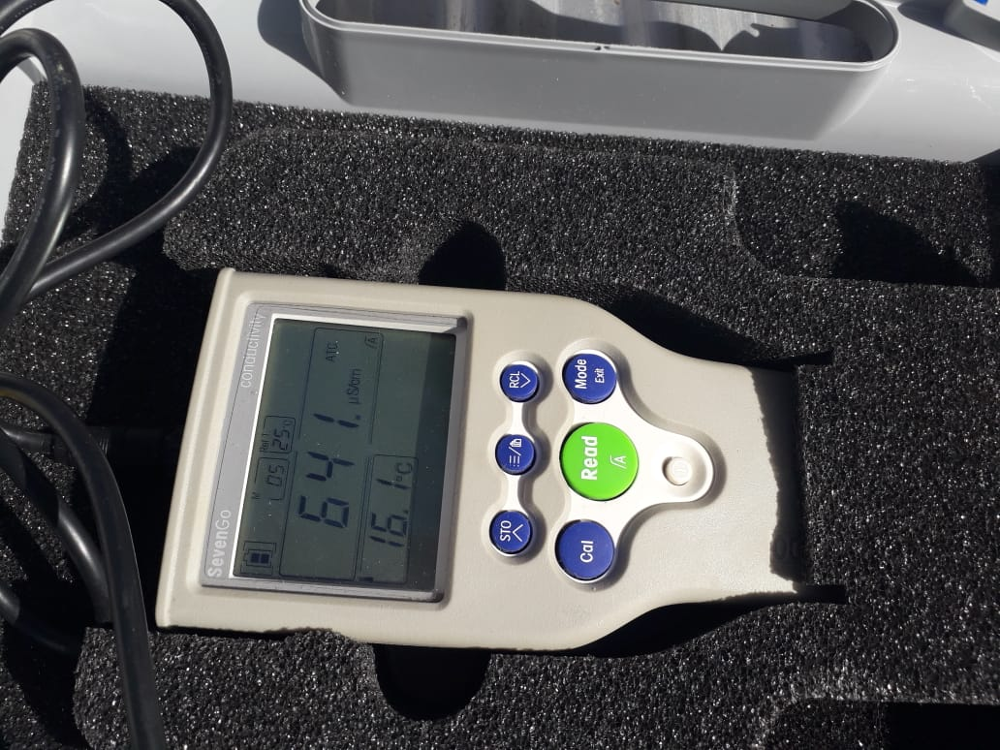 SevenGo
conductivity
M 05
Ref.T.
25°C
ATC
641. µS/cm
√A
16.1°C
STO
RCL
Cal
Read
√A
Mode
Exit